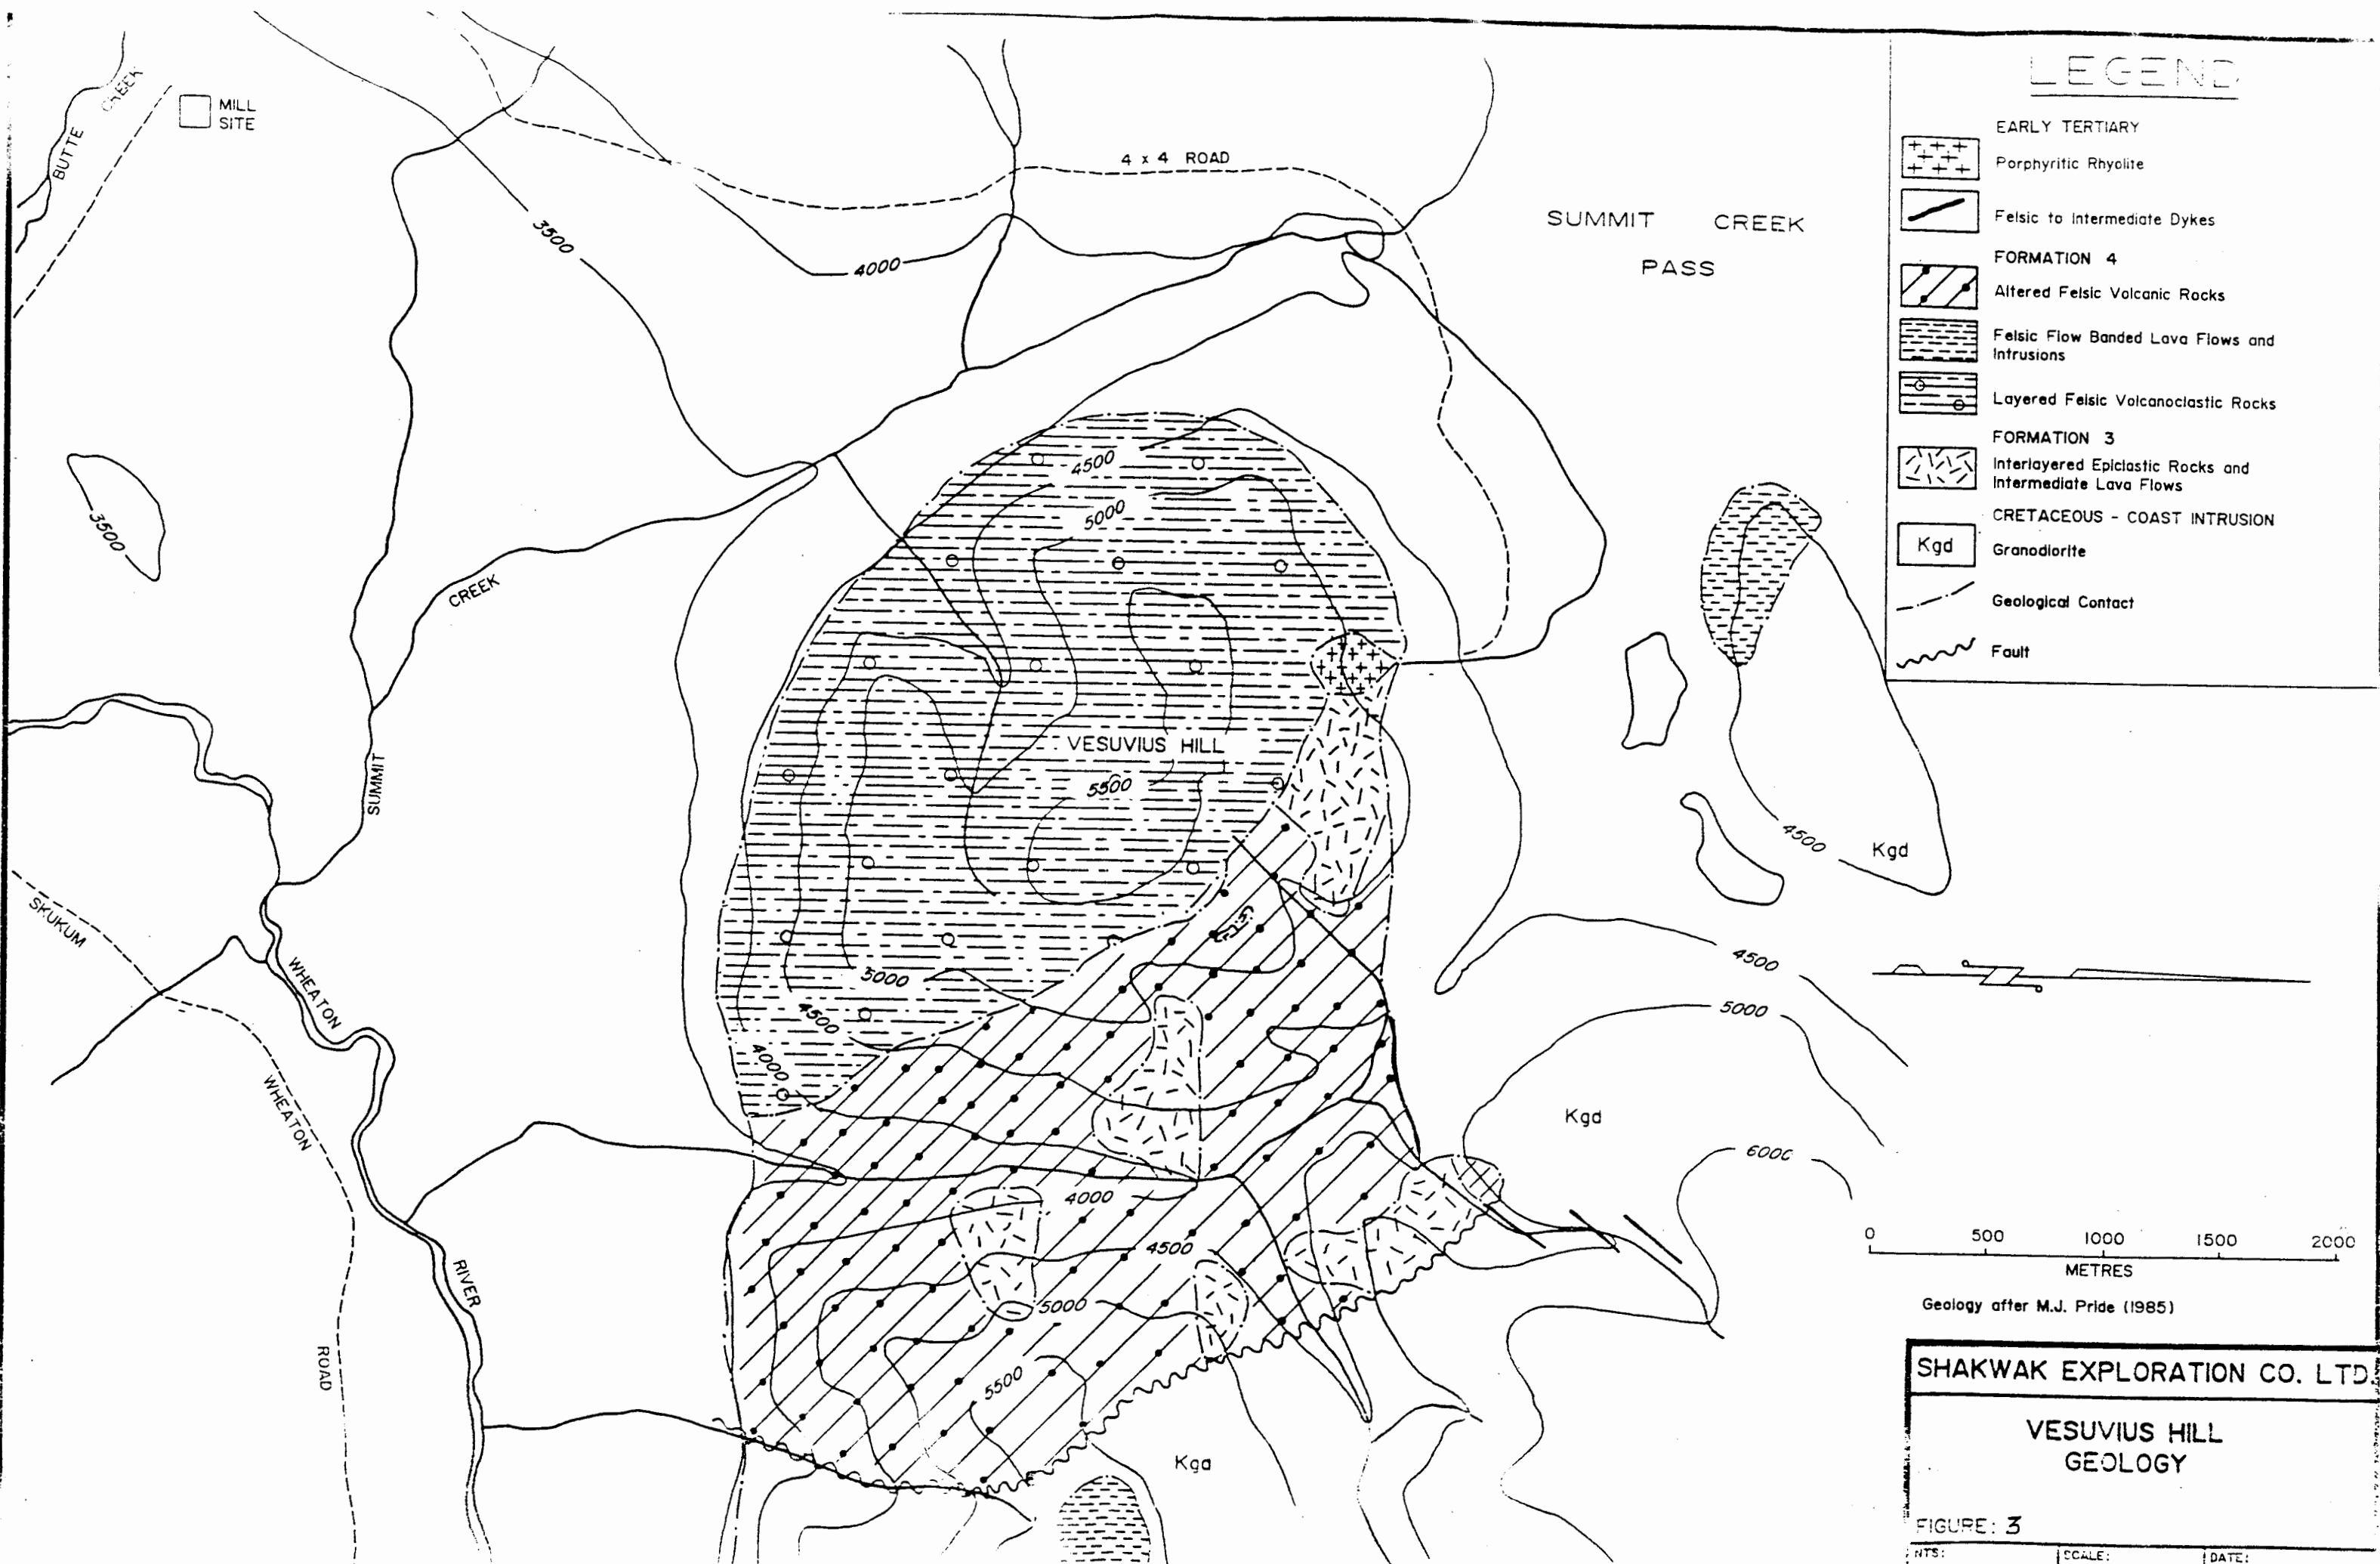 LEGEND
EARLY TERTIARY
Porphyritic Rhyolite
Felsic to Intermediate Dykes
FORMATION 4
Altered Felsic Volcanic Rocks
Felsic Flow Banded Lava Flows and
Intrusions
Layered Felsic Volcanoclastic Rocks
FORMATION 3
Interlayered Epiclastic Rocks and
Intermediate Lava Flows
CRETACEOUS - COAST INTRUSION
Kgd
Granodiorite
Geological Contact
Fault
BUTTE
CREEK
MILL
SITE
4 x 4 ROAD
SUMMIT CREEK
PASS
3500
4000
3500
4500
5000
CREEK
SUMMIT
VESUVIUS HILL
5500
4500
Kgd
SKUKUM
WHEATON
WHEATON
ROAD
RIVER
5000
4500
4000
4500
5000
Kgd
6000
4000
4500
5000
5500
Kgd
0 500 1000 1500 2000
METRES
Geology after M.J. Pride (1985)
SHAKWAK EXPLORATION CO. LTD.
VESUVIUS HILL
GEOLOGY
FIGURE: 3
NTS:
SCALE:
DATE: